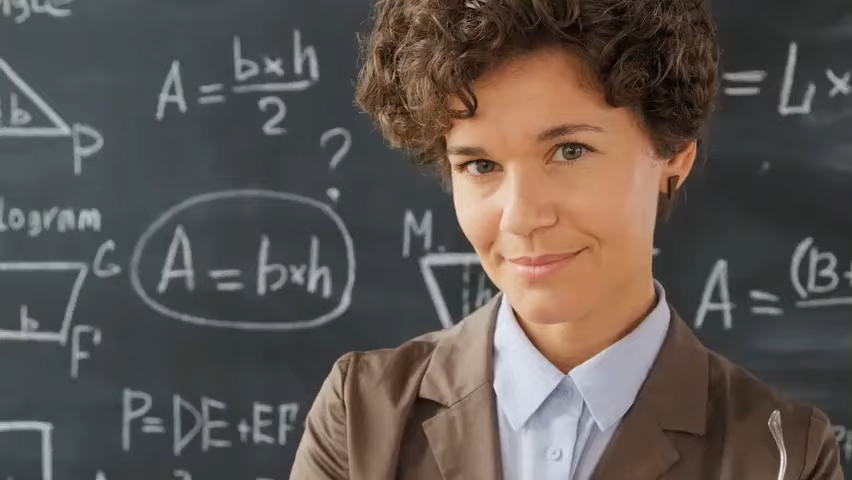 A = b×h/2
P
?
logram
G
M.
= L×
A = b×h
b
b
F
A = (B+
P = DE+EF